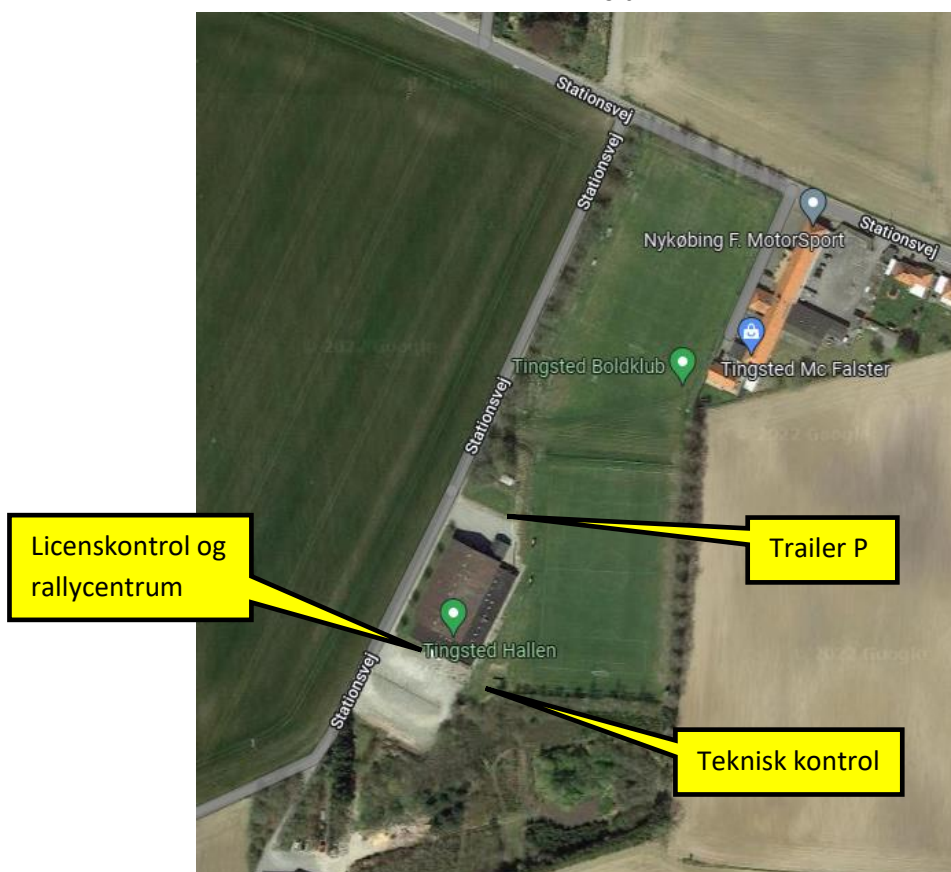 Stationsvej
Stationsvej
Stationsvej
Nykøbing F. MotorSport
Tingsted Boldklub
Tingsted Mc Falster
Stationsvej
Licenskontrol og
rallycentrum
Trailer P
Tingsted Hallen
Stationsvej
Teknisk kontrol